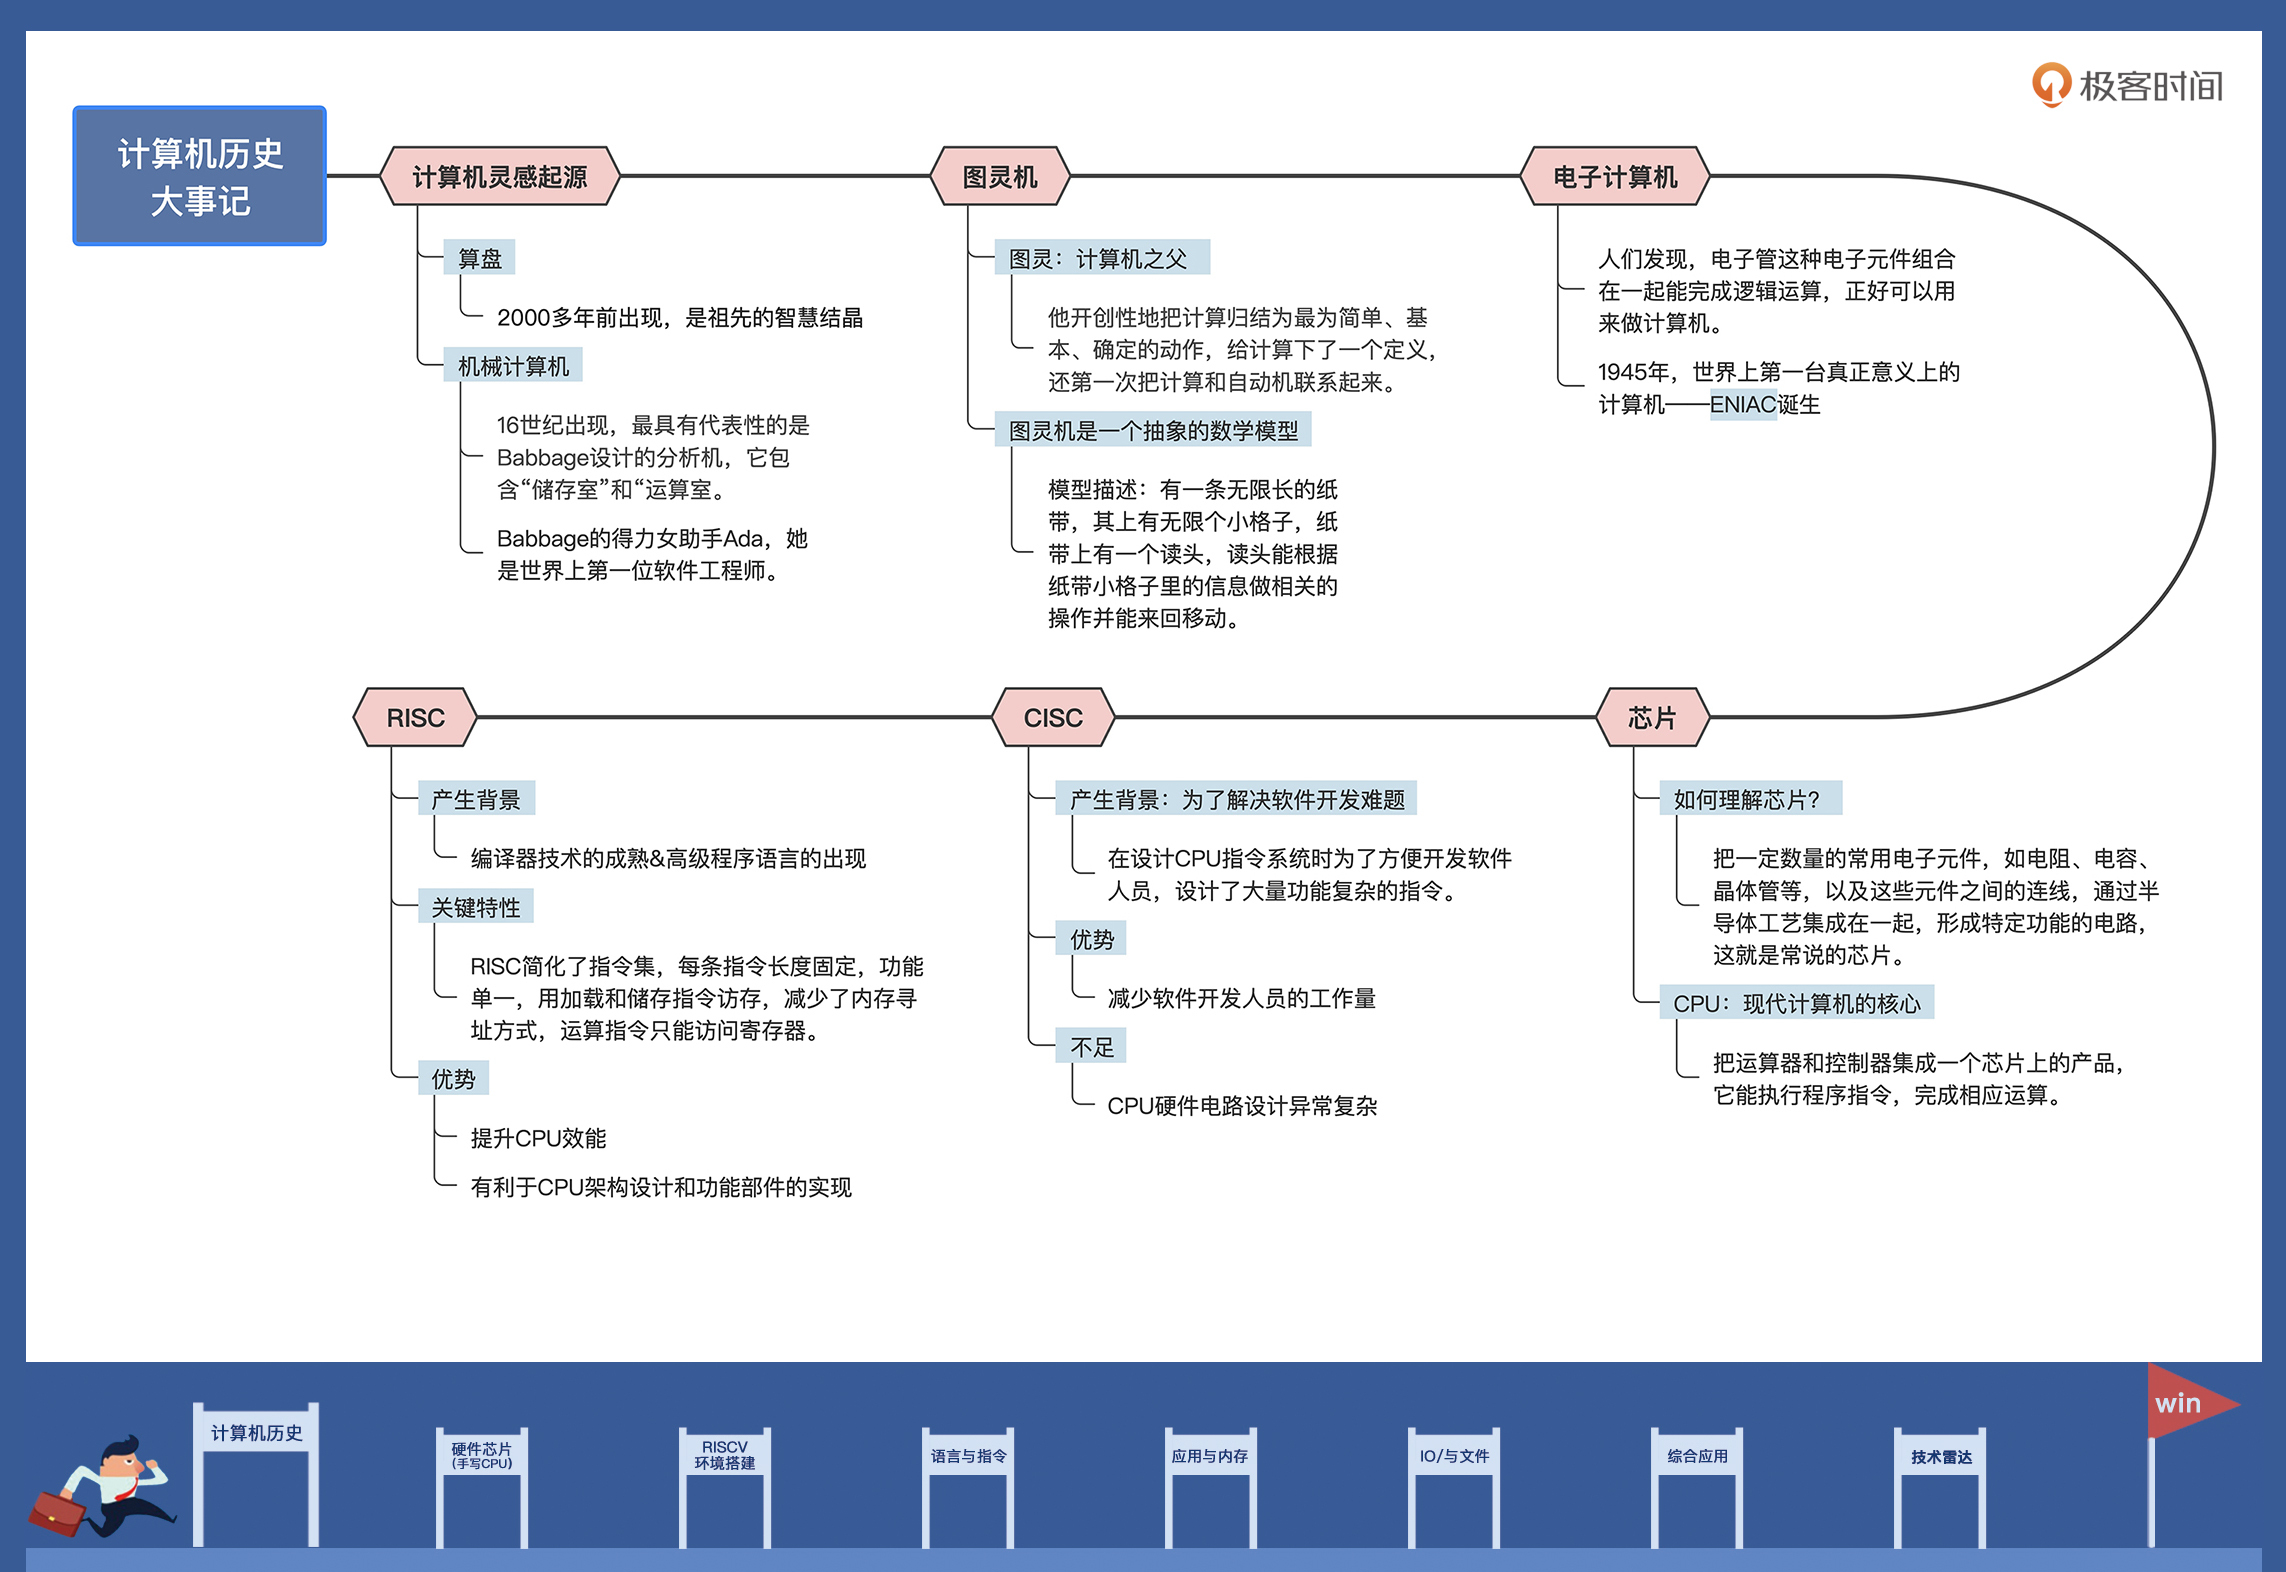 极客时间
计算机历史
大事记
计算机灵感起源
算盘
2000多年前出现，是祖先的智慧结晶
机械计算机
16世纪出现，最具有代表性的是
Babbage设计的分析机，它包
含“储存室”和“运算室。
Babbage的得力女助手Ada，她
是世界上第一位软件工程师。
图灵机
图灵：计算机之父
他开创性地把计算归结为最为简单、基
本、确定的动作，给计算下了一个定义，
还第一次把计算和自动机联系起来。
图灵机是一个抽象的数学模型
模型描述：有一条无限长的纸
带，其上有无限个小格子，纸
带上有一个读头，读头能根据
纸带小格子里的信息做相关的
操作并能来回移动。
电子计算机
人们发现，电子管这种电子元件组合
在一起能完成逻辑运算，正好可以用
来做计算机。
1945年，世界上第一台真正意义上的
计算机——ENIAC诞生
芯片
如何理解芯片？
把一定数量的常用电子元件，如电阻、电容、
晶体管等，以及这些元件之间的连线，通过半
导体工艺集成在一起，形成特定功能的电路，
这就是常说的芯片。
CPU：现代计算机的核心
把运算器和控制器集成一个芯片上的产品，
它能执行程序指令，完成相应运算。
CISC
产生背景：为了解决软件开发难题
在设计CPU指令系统时为了方便开发软件
人员，设计了大量功能复杂的指令。
优势
减少软件开发人员的工作量
不足
CPU硬件电路设计异常复杂
RISC
产生背景
编译器技术的成熟&高级程序语言的出现
关键特性
RISC简化了指令集，每条指令长度固定，功能
单一，用加载和储存指令访存，减少了内存寻
址方式，运算指令只能访问寄存器。
优势
提升CPU效能
有利于CPU架构设计和功能部件的实现
计算机历史
硬件芯片
（手写CPU）
RISCV
环境搭建
语言与指令
应用与内存
IO/与文件
综合应用
技术雷达
win